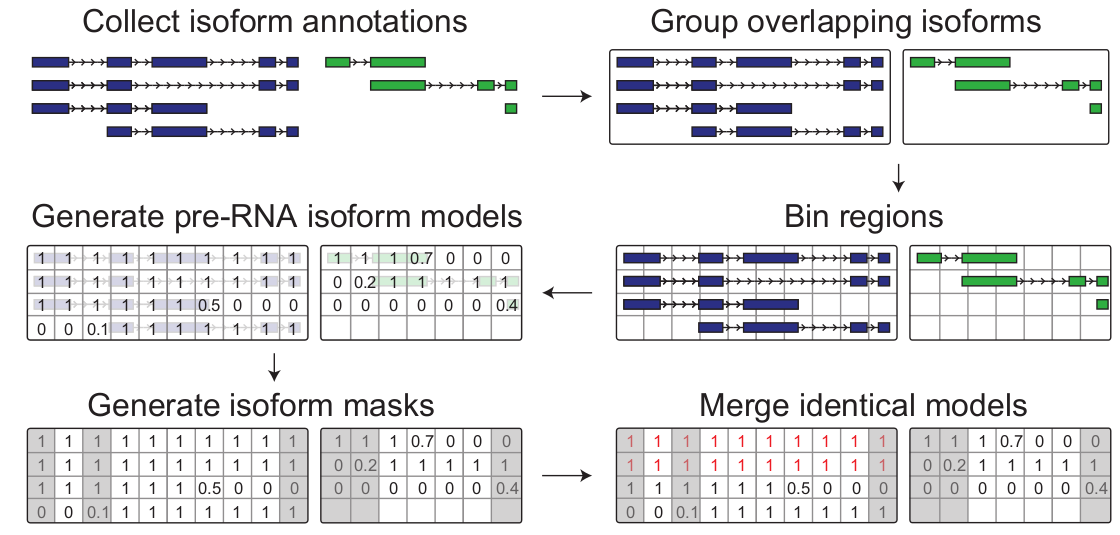 Collect isoform annotations
Group overlapping isoforms
Generate pre-RNA isoform models
Bin regions
1 1 1 1 1 1 1 1 1 1
1 1 1 0.7 0 0 0
1 1 1 1 1 1 1 1 1 1
0 0.2 1 1 1 1 1
1 1 1 1 1 1 0.5 0 0 0
0 0 0 0 0 0 0.4
0 0 0.1 1 1 1 1 1 1 1
Generate isoform masks
Merge identical models
1 1 1 1 1 1 1 1 1 1
1 1 1 0.7 0 0 0
1 1 1 1 1 1 1 1 1 1
1 1 1 0.7 0 0 0
1 1 1 1 1 1 1 1 1 1
0 0.2 1 1 1 1 1
1 1 1 1 1 1 1 1 1 1
0 0.2 1 1 1 1 1
1 1 1 1 1 1 0.5 0 0 0
0 0 0 0 0 0 0.4
1 1 1 1 1 1 0.5 0 0 0
0 0 0 0 0 0 0.4
0 0 0.1 1 1 1 1 1 1 1
0 0 0.1 1 1 1 1 1 1 1